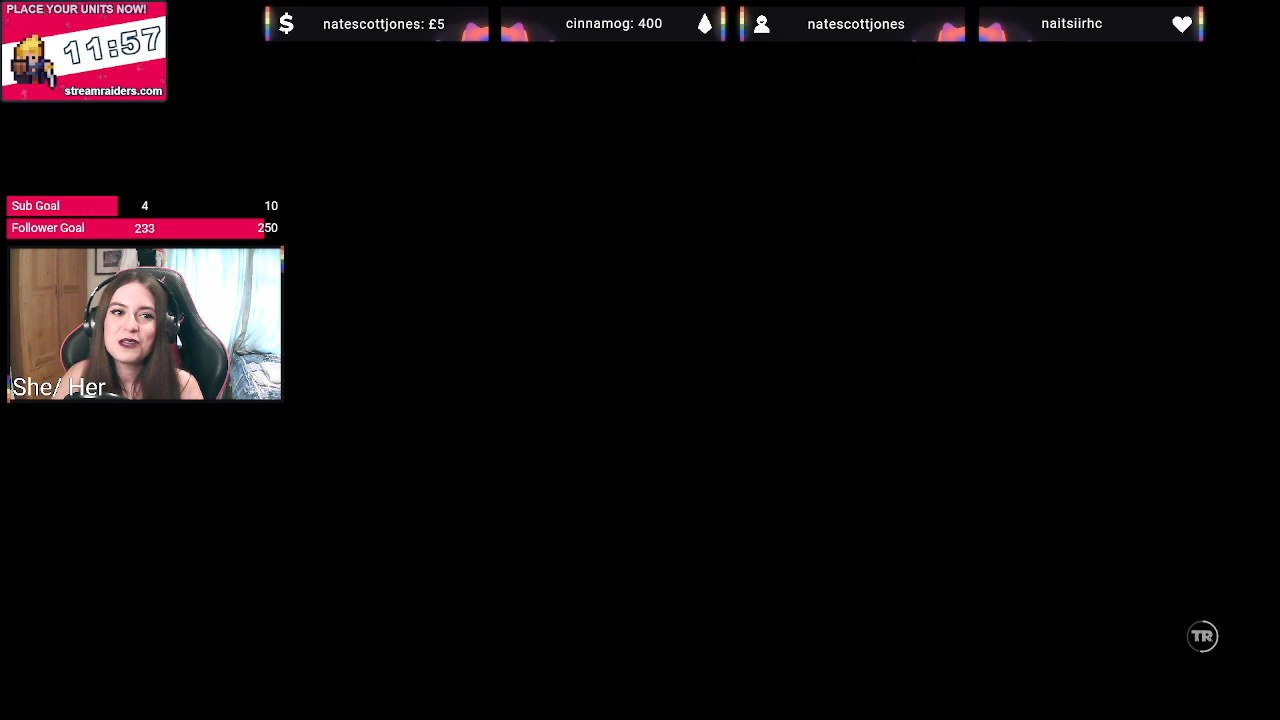 PLACE YOUR UNITS NOW!
11:57
streamraiders.com
natescottjones: £5
cinnamog: 400
natescottjones
naitsiirhc
Sub Goal 4 10
Follower Goal 233 250
She/ Her
TR